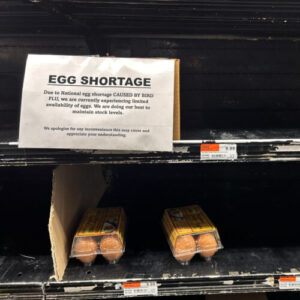 EGG SHORTAGE
Due to National egg shortage CAUSED BY BIRD
FLU, we are currently experiencing limited
availability of eggs. We are doing our best to
maintain stock levels.
We apologize for any inconvenience this may cause and
appreciate your understanding.